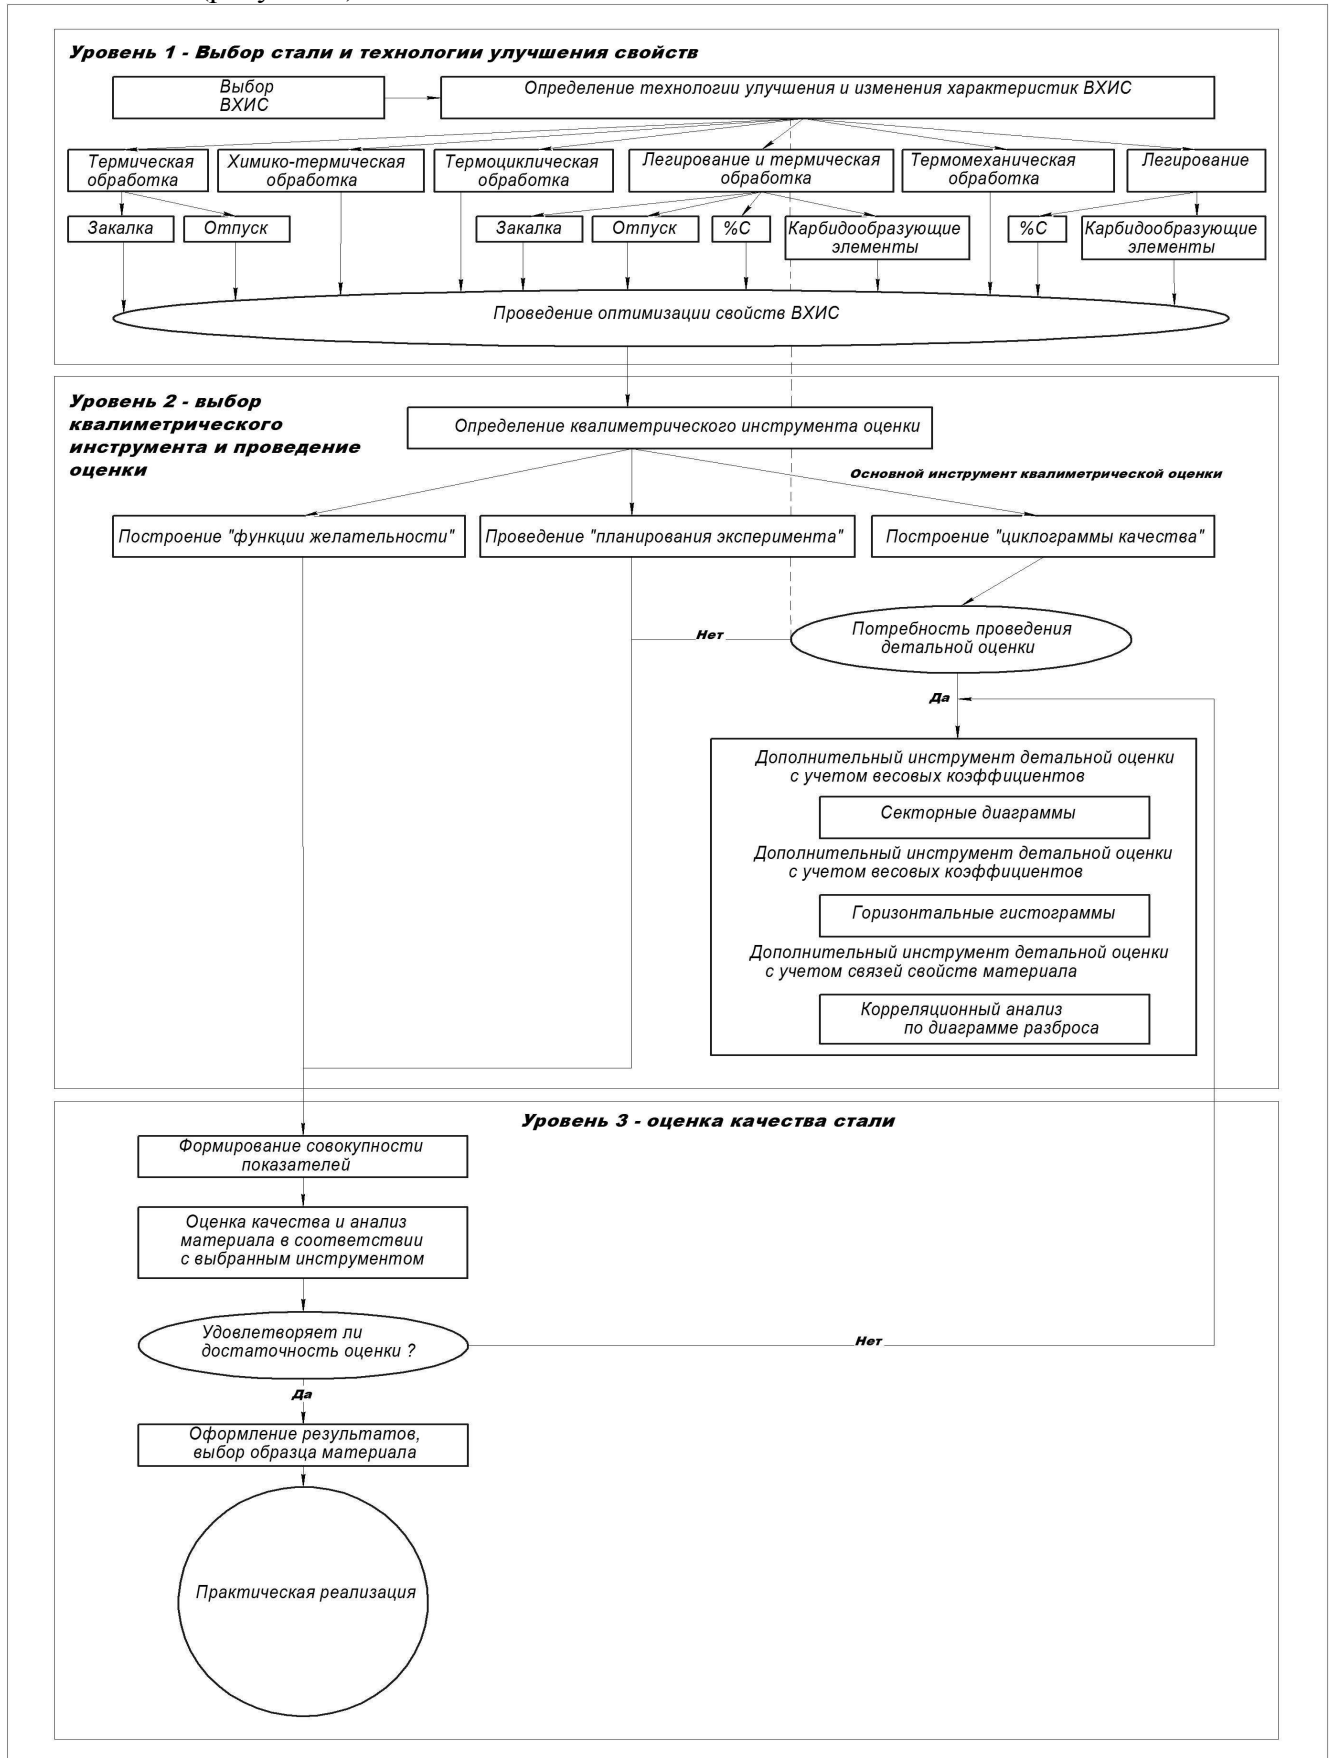 Уровень 1 - Выбор стали и технологии улучшения свойств
Выбор
ВХИС
Определение технологии улучшения и изменения характеристик ВХИС
Термическая
обработка
Химико-термическая
обработка
Термоциклическая
обработка
Легирование и термическая
обработка
Термомеханическая
обработка
Легирование
Закалка
Отпуск
Закалка
Отпуск
%С
Карбидообразующие
элементы
%С
Карбидообразующие
элементы
Проведение оптимизации свойств ВХИС
Уровень 2 - выбор
квалиметрического
инструмента и проведение
оценки
Определение квалиметрического инструмента оценки
Основной инструмент квалиметрической оценки
Построение "функции желательности"
Проведение "планирования эксперимента"
Построение "циклограммы качества"
Потребность проведения
детальной оценки
Нет
Да
Дополнительный инструмент детальной оценки
с учетом весовых коэффициентов
Секторные диаграммы
Дополнительный инструмент детальной оценки
с учетом весовых коэффициентов
Горизонтальные гистограммы
Дополнительный инструмент детальной оценки
с учетом связей свойств материала
Корреляционный анализ
по диаграмме разброса
Уровень 3 - оценка качества стали
Формирование совокупности
показателей
Оценка качества и анализ
материала в соответствии
с выбранным инструментом
Удовлетворяет ли
достаточность оценки ?
Нет
Да
Оформление результатов,
выбор образца материала
Практическая реализация